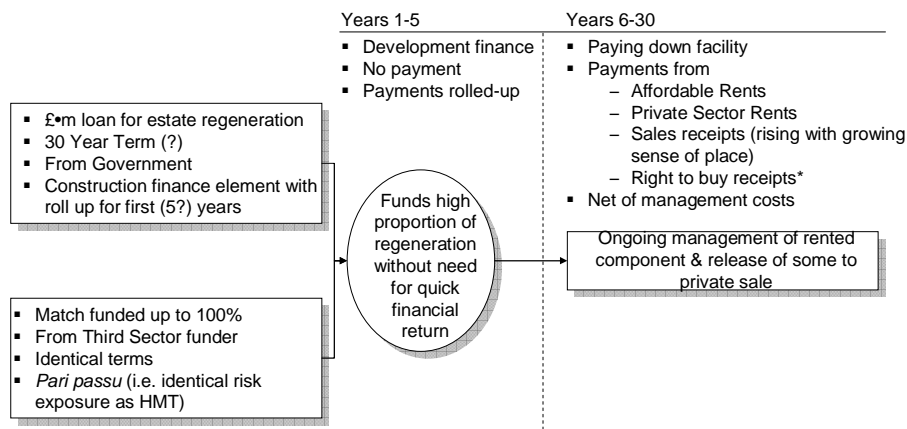 Years 1-5
▪ Development finance
▪ No payment
▪ Payments rolled-up
Years 6-30
▪ Paying down facility
▪ Payments from
– Affordable Rents
– Private Sector Rents
– Sales receipts (rising with growing
sense of place)
– Right to buy receipts*
▪ Net of management costs
▪ £•m loan for estate regeneration
▪ 30 Year Term (?)
▪ From Government
▪ Construction finance element with
roll up for first (5?) years
▪ Match funded up to 100%
▪ From Third Sector funder
▪ Identical terms
▪ Pari passu (i.e. identical risk
exposure as HMT)
Funds high
proportion of
regeneration
without need
for quick
financial
return
Ongoing management of rented
component & release of some to
private sale